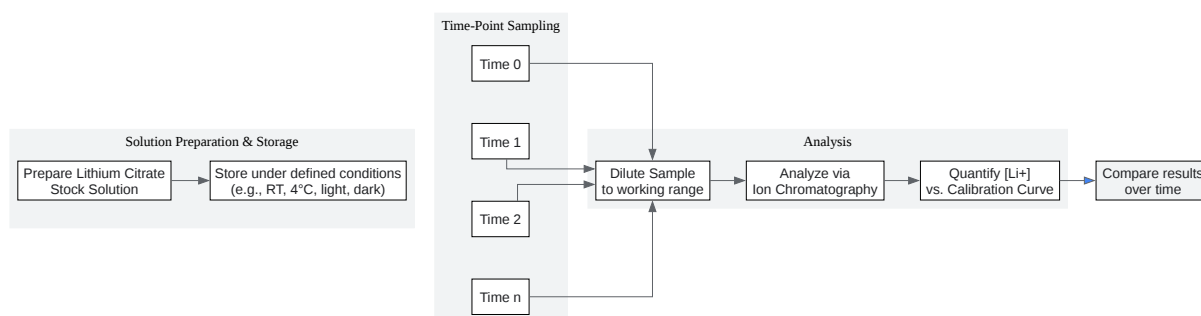 Solution Preparation & Storage
Prepare Lithium Citrate
Stock Solution
Store under defined conditions
(e.g., RT, 4°C, light, dark)
Time-Point Sampling
Time 0
Time 1
Time 2
Time n
Analysis
Dilute Sample
to working range
Analyze via
Ion Chromatography
Quantify [Li+]
vs. Calibration Curve
Compare results
over time